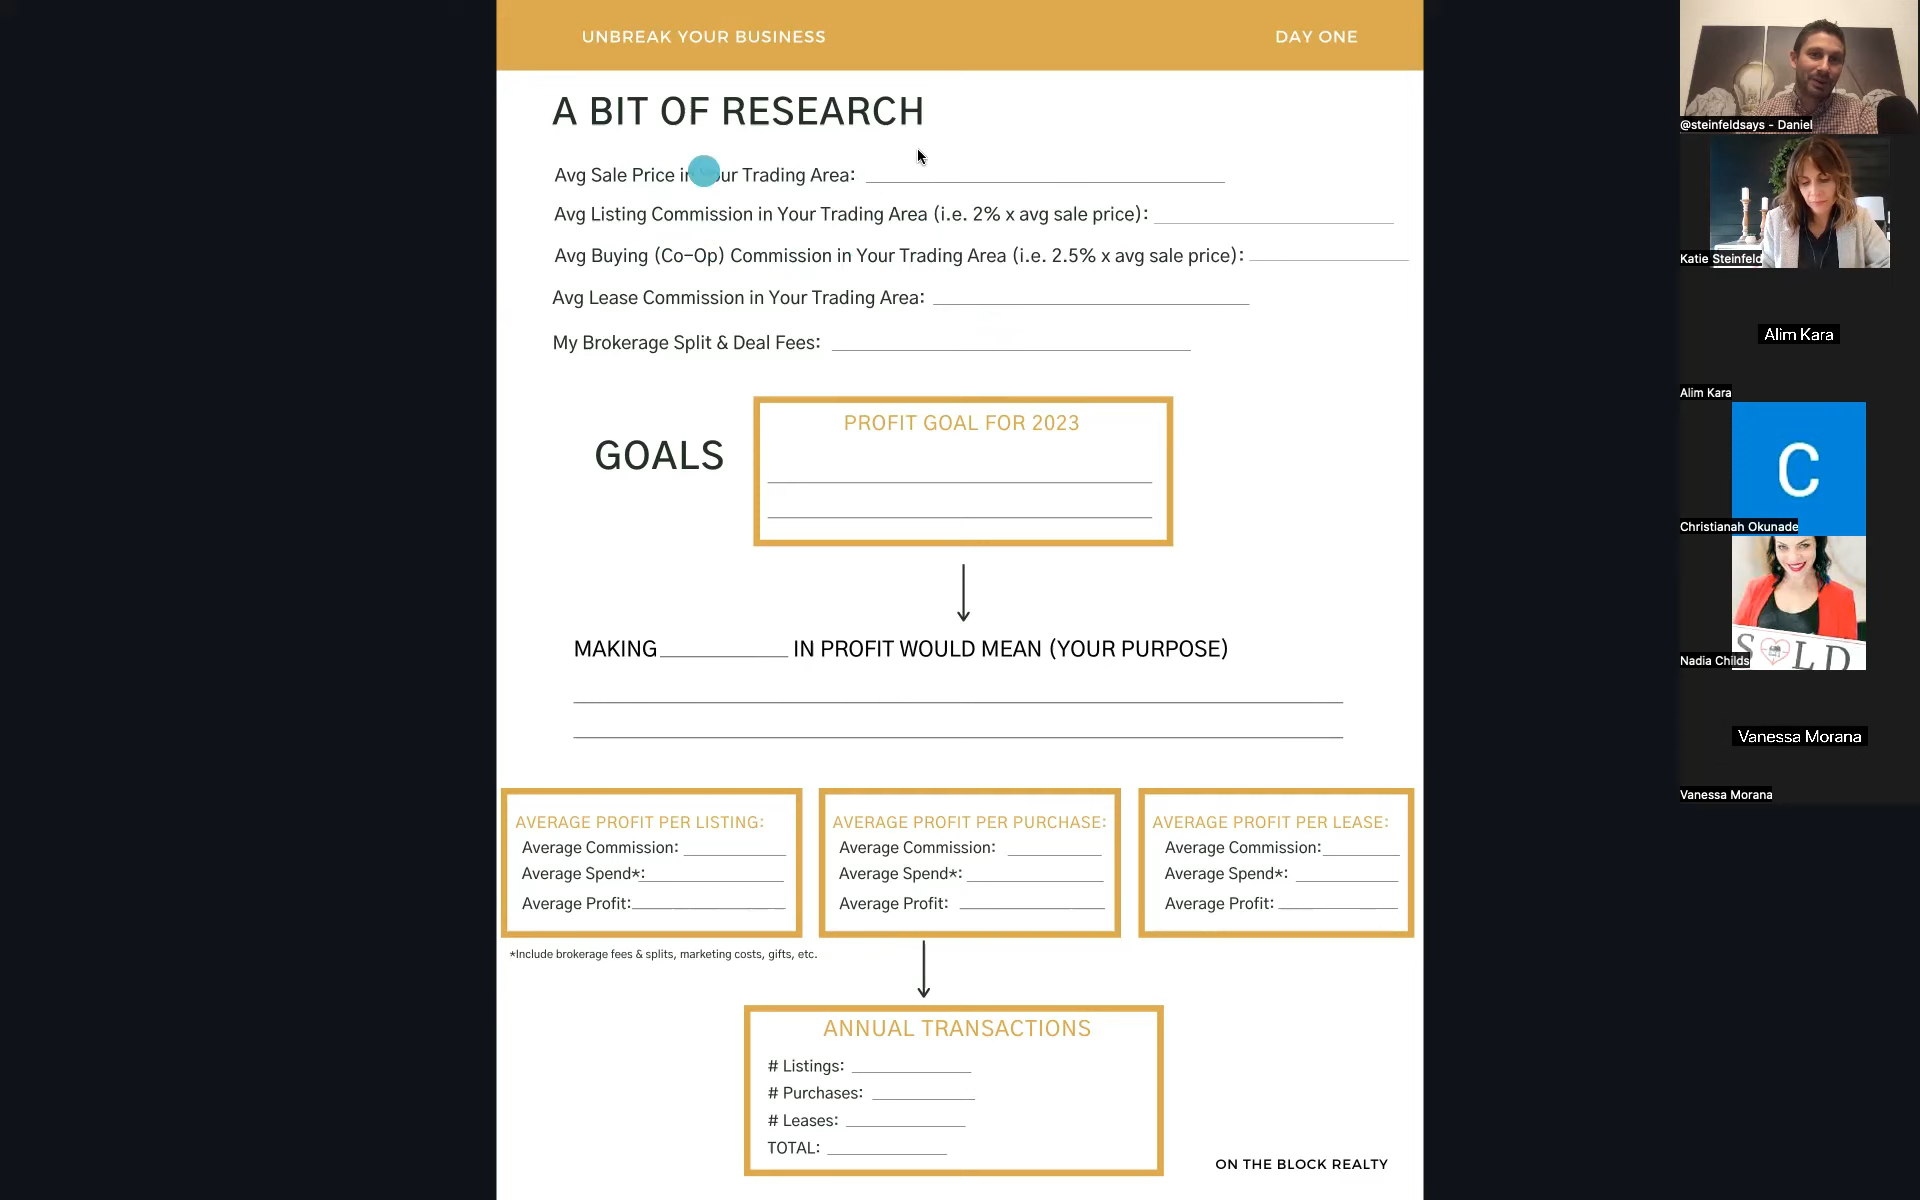 UNBREAK YOUR BUSINESS
DAY ONE
A BIT OF RESEARCH
Avg Sale Price in Your Trading Area:
Avg Listing Commission in Your Trading Area (i.e. 2% x avg sale price):
Avg Buying (Co-Op) Commission in Your Trading Area (i.e. 2.5% x avg sale price):
Avg Lease Commission in Your Trading Area:
My Brokerage Split & Deal Fees:
GOALS
PROFIT GOAL FOR 2023
MAKING IN PROFIT WOULD MEAN (YOUR PURPOSE)
AVERAGE PROFIT PER LISTING:
Average Commission:
Average Spend*:
Average Profit:
AVERAGE PROFIT PER PURCHASE:
Average Commission:
Average Spend*:
Average Profit:
AVERAGE PROFIT PER LEASE:
Average Commission:
Average Spend*:
Average Profit:
*Include brokerage fees & splits, marketing costs, gifts, etc.
ANNUAL TRANSACTIONS
# Listings:
# Purchases:
# Leases:
TOTAL:
ON THE BLOCK REALTY
@steinfeldsays - Daniel
Katie Steinfeld
Alim Kara
Alim Kara
C
Christianah Okunade
SOLD
Nadia Childs
Vanessa Morana
Vanessa Morana